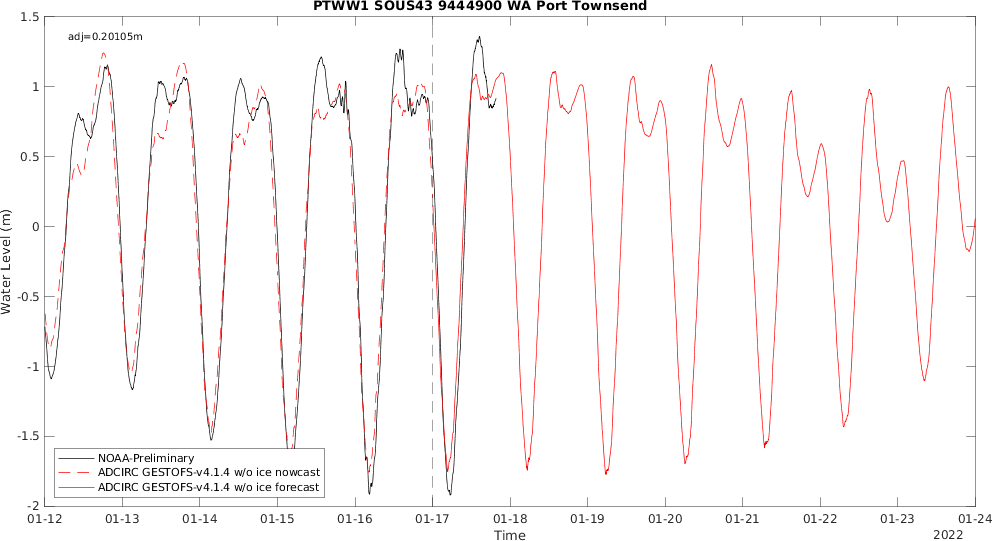 PTWW1 SOUS43 9444900 WA Port Townsend
adj=0.20105m
1.5
1
0.5
0
-0.5
-1
-1.5
-2
Water Level (m)
NOAA-Preliminary
ADCIRC GESTOFS-v4.1.4 w/o ice nowcast
ADCIRC GESTOFS-v4.1.4 w/o ice forecast
01-12 01-13 01-14 01-15 01-16 01-17 01-18 01-19 01-20 01-21 01-22 01-23 01-24
Time
2022